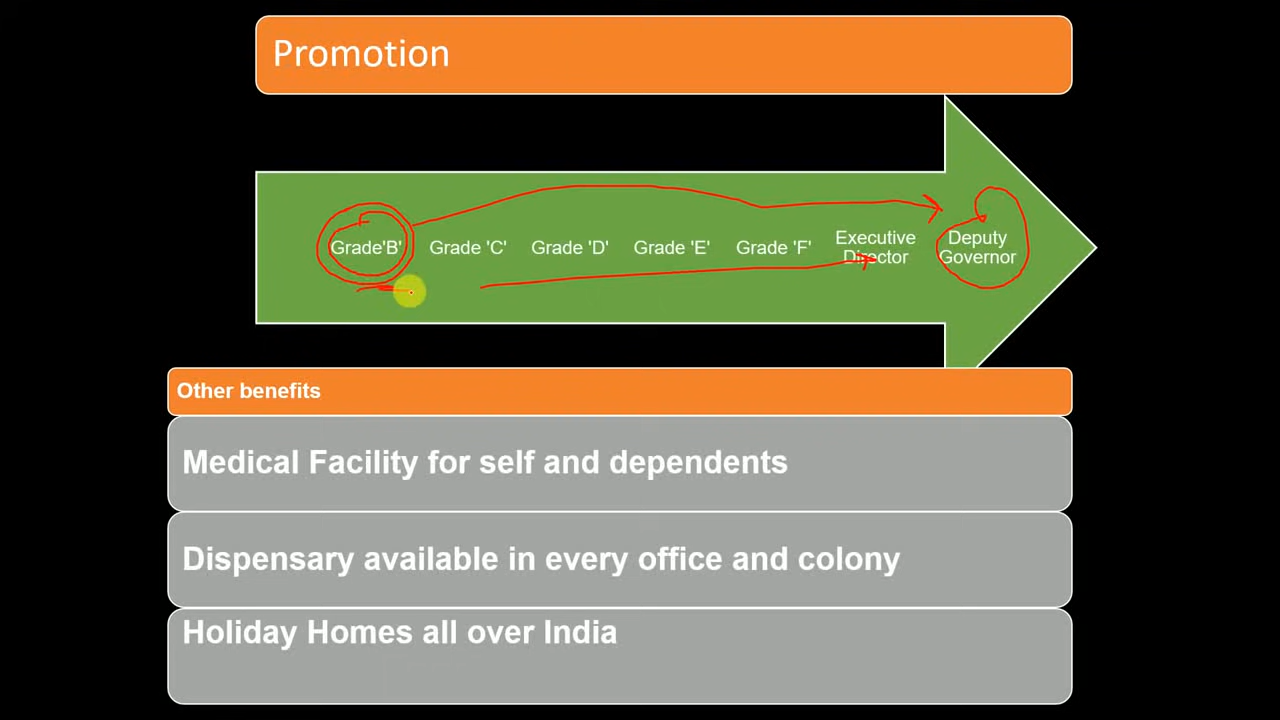 Promotion
Grade'B' Grade 'C' Grade 'D' Grade 'E' Grade 'F' Executive Director Deputy Governor
Other benefits
Medical Facility for self and dependents
Dispensary available in every office and colony
Holiday Homes all over India